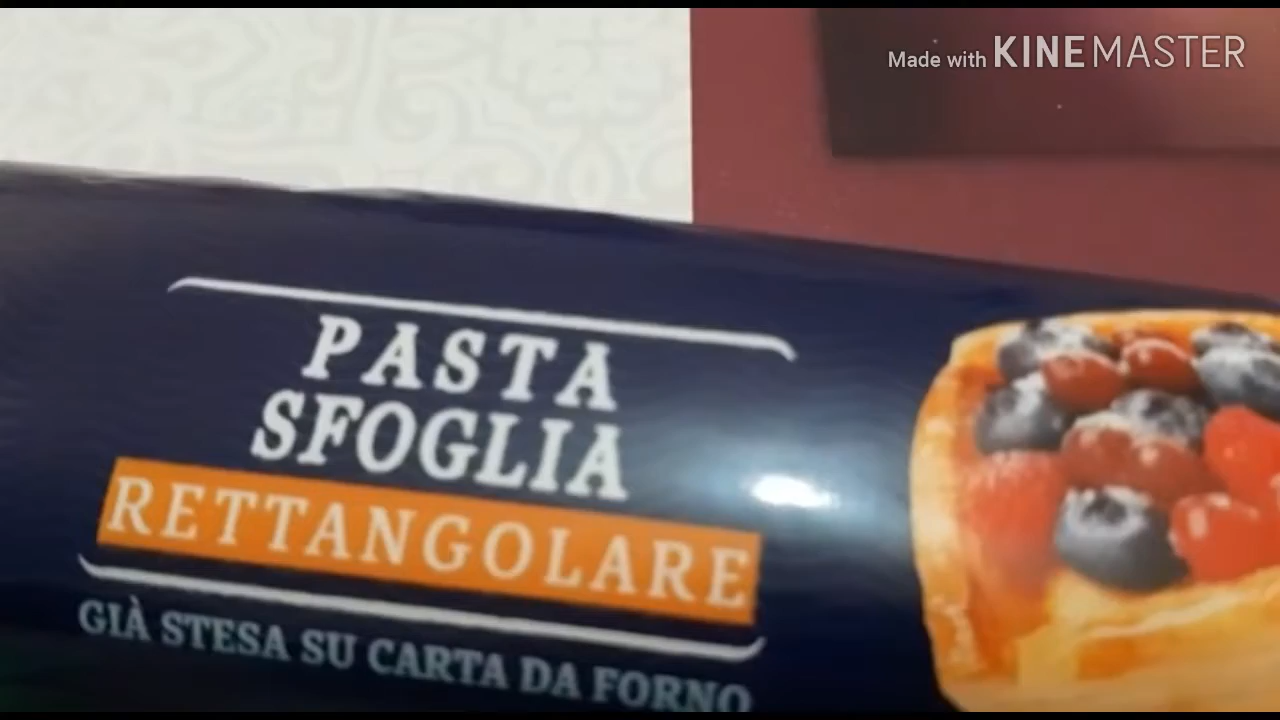 Made with KINEMASTER
PASTA
SFOGLIA
RETTANGOLARE
GIÀ STESA SU CARTA DA FORNO